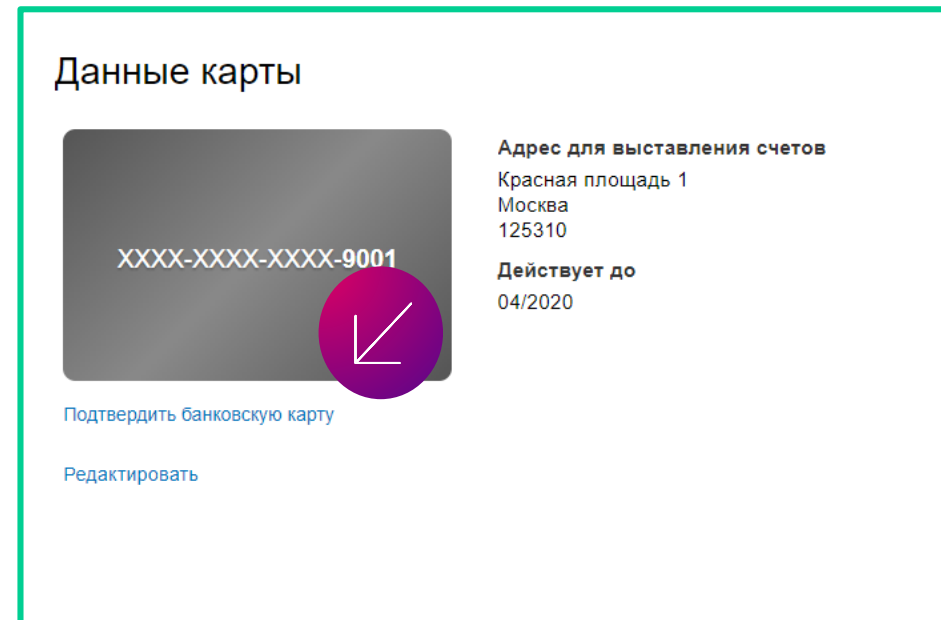 Данные карты
XXXX-XXXX-XXXX-9001
Адрес для выставления счетов
Красная площадь 1
Москва
125310
Действует до
04/2020
Подтвердить банковскую карту
Редактировать